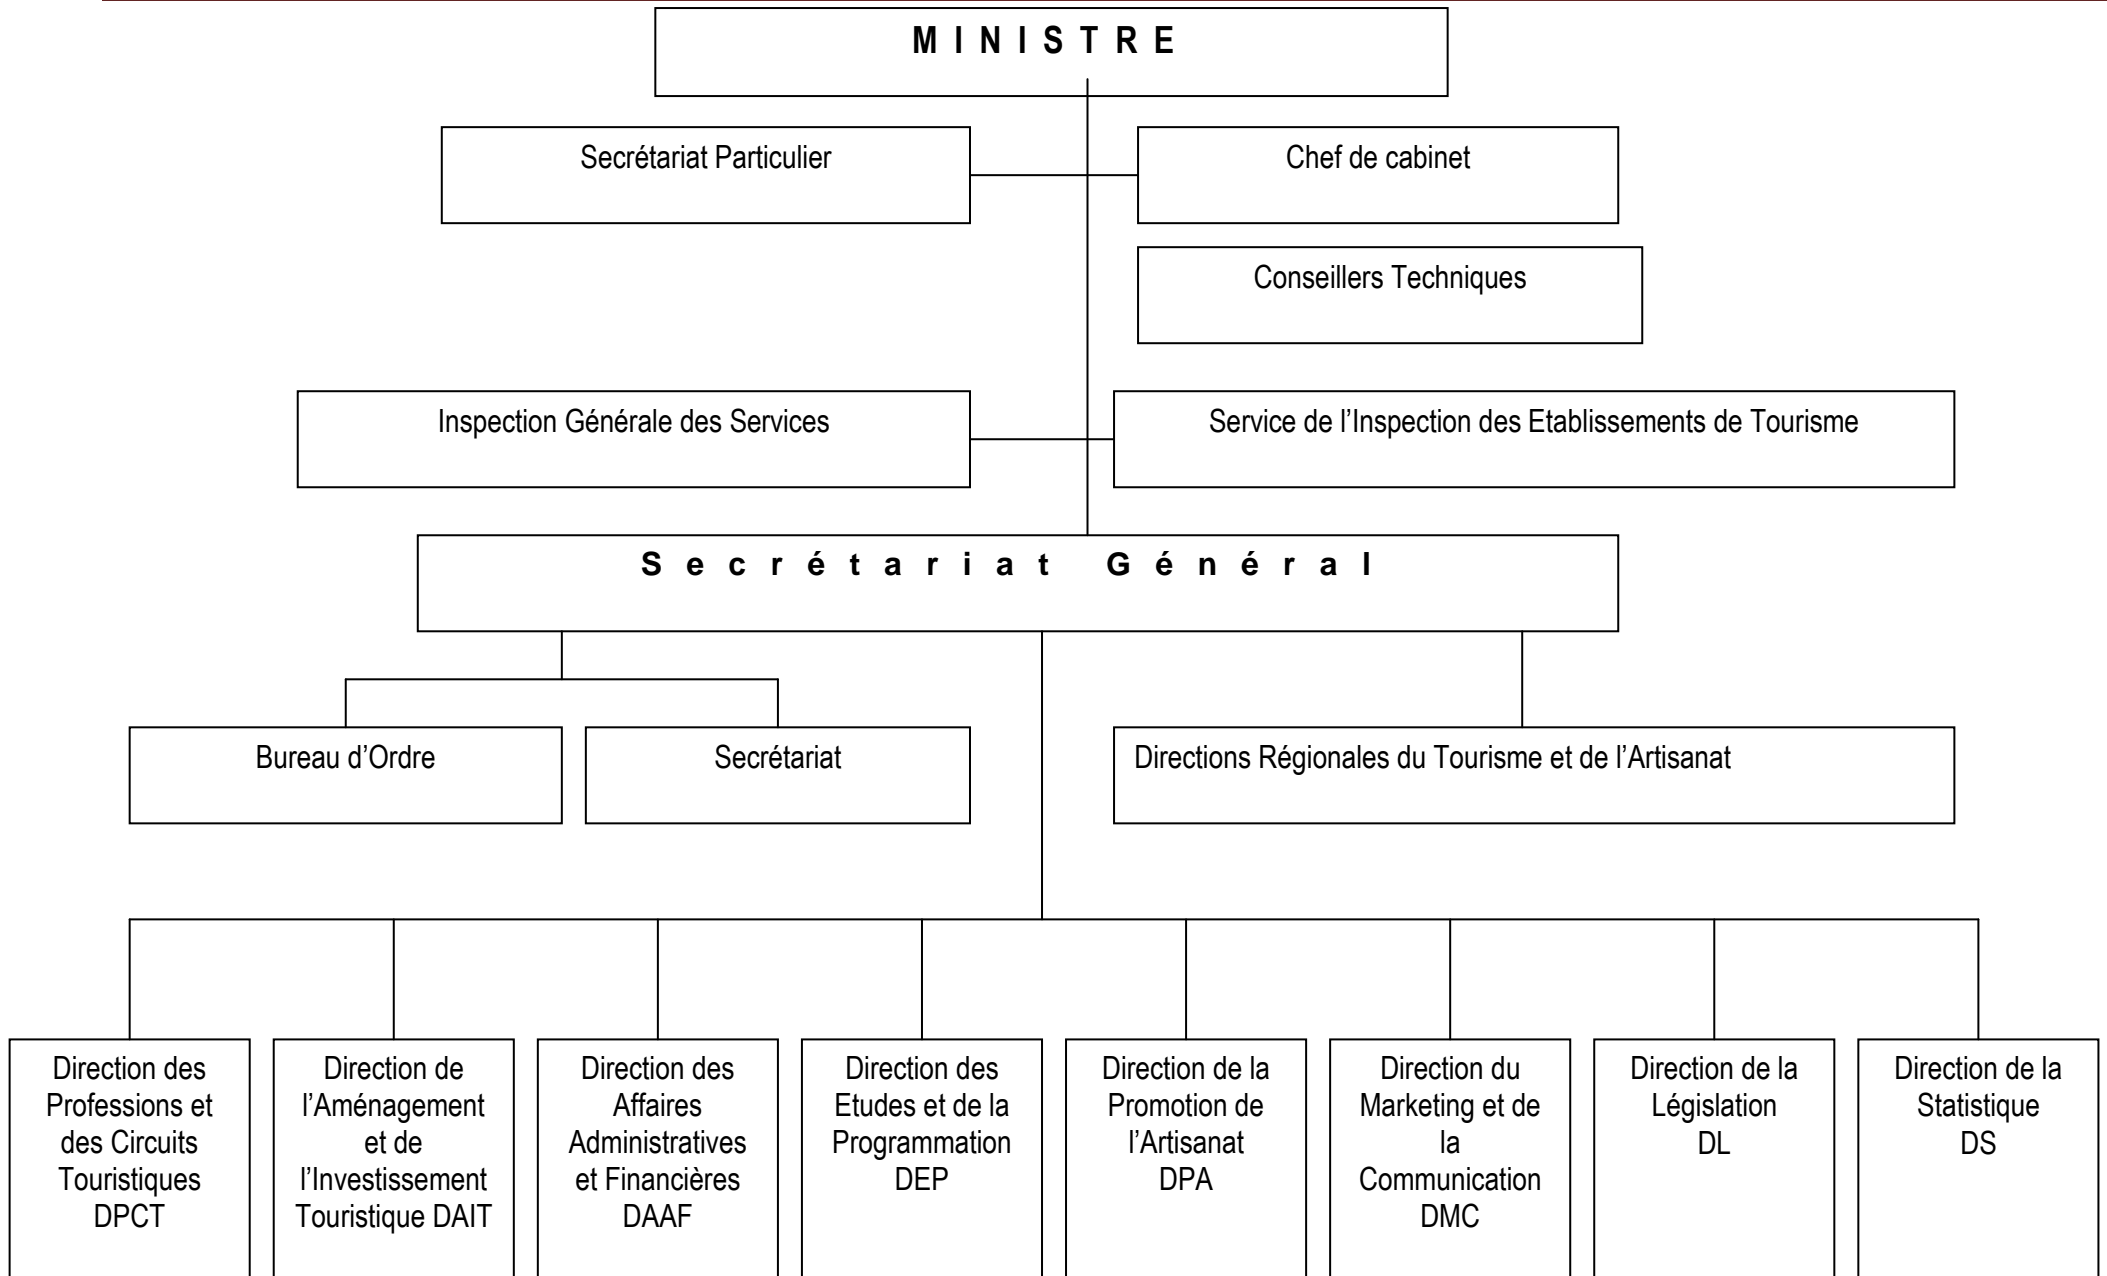 MINISTRE
Secrétariat Particulier
Chef de cabinet
Conseillers Techniques
Inspection Générale des Services
Service de l’Inspection des Etablissements de Tourisme
Secrétariat Général
Bureau d’Ordre
Secrétariat
Directions Régionales du Tourisme et de l’Artisanat
Direction des
Professions et
des Circuits
Touristiques
DPCT
Direction de
l’Aménagement
et de
l’Investissement
Touristique DAIT
Direction des
Affaires
Administratives
et Financières
DAAF
Direction des
Etudes et de la
Programmation
DEP
Direction de la
Promotion de
l’Artisanat
DPA
Direction du
Marketing et de
la
Communication
DMC
Direction de la
Législation
DL
Direction de la
Statistique
DS